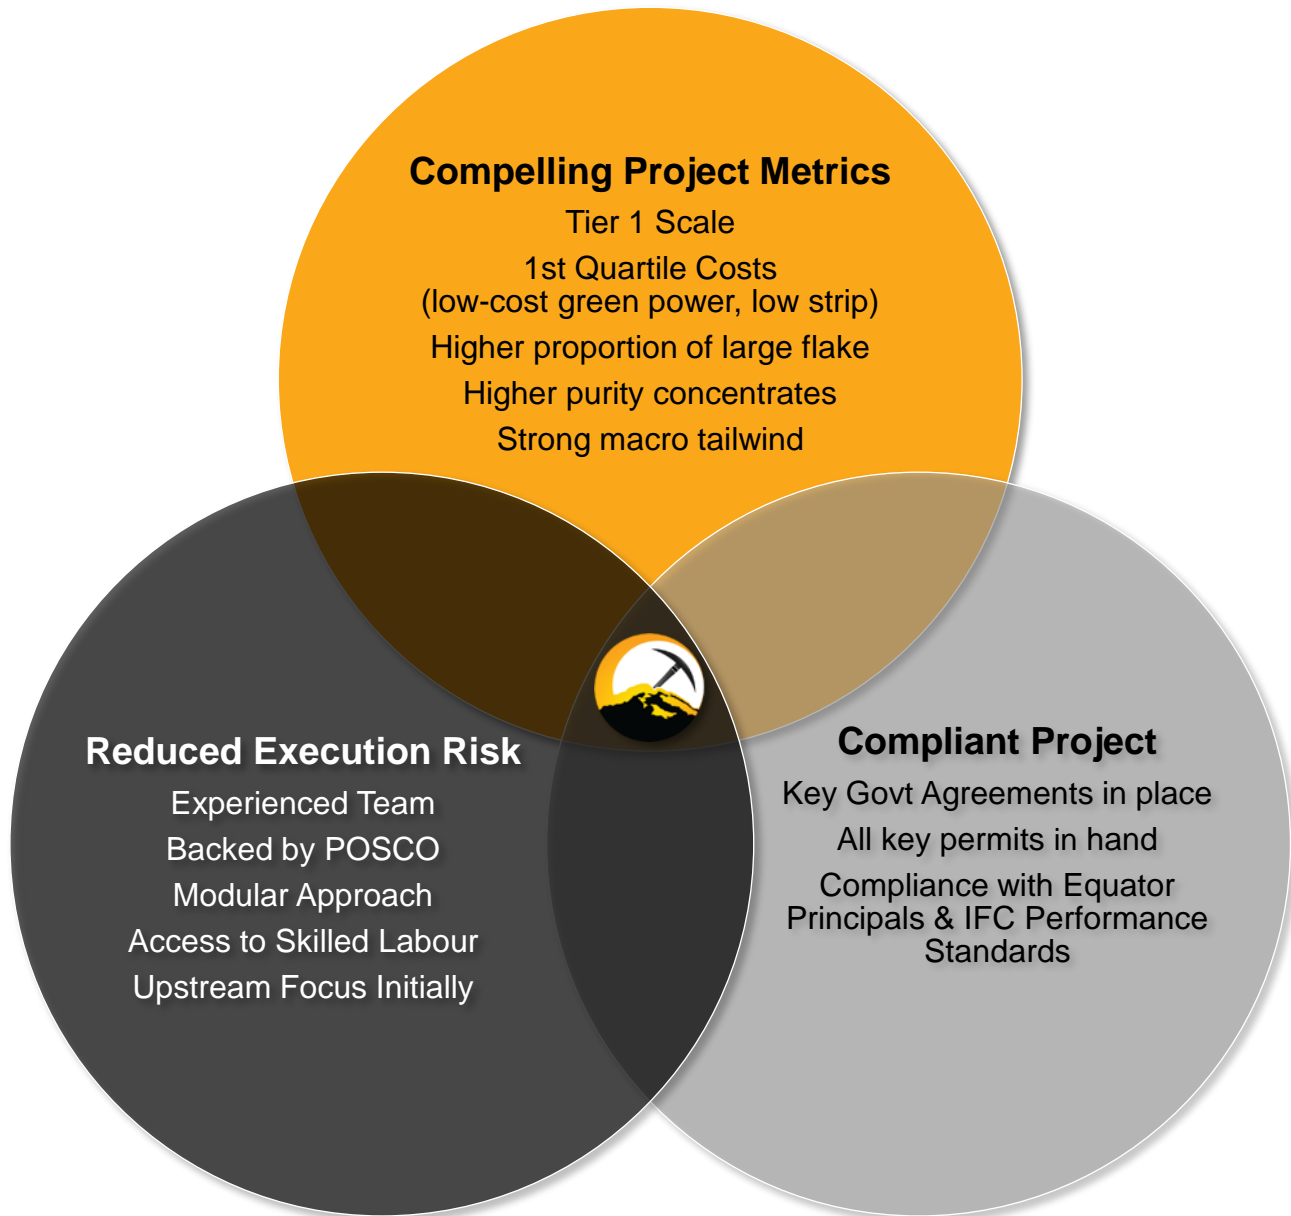 Compelling Project Metrics
Tier 1 Scale
1st Quartile Costs
(low-cost green power, low strip)
Higher proportion of large flake
Higher purity concentrates
Strong macro tailwind
Reduced Execution Risk
Experienced Team
Backed by POSCO
Modular Approach
Access to Skilled Labour
Upstream Focus Initially
Compliant Project
Key Govt Agreements in place
All key permits in hand
Compliance with Equator
Principals & IFC Performance
Standards